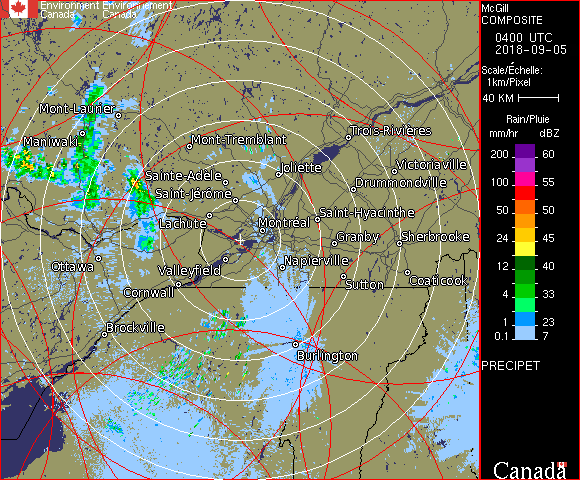 Environment Environnement
Canada Canada
McGill
COMPOSITE
0400 UTC
2018-09-05
Scale/Échelle:
1km/Pixel
40 KM
Rain/Pluie
mm/hr dBZ
200 60
100 55
50 50
24 45
12 40
4 33
1 23
0.1 7
PRECIPET
Canada
Mont-Laurier
Maniwaki
Mont-Tremblant
Trois-Rivières
Sainte-Adèle
Joliette
Victoriaville
Saint-Jérôme
Drummondville
Lachute
Montréal
Saint-Hyacinthe
Granby
Sherbrooke
Ottawa
Valleyfield
Napierville
Cornwall
Sutton
Coaticook
Brockville
Burlington